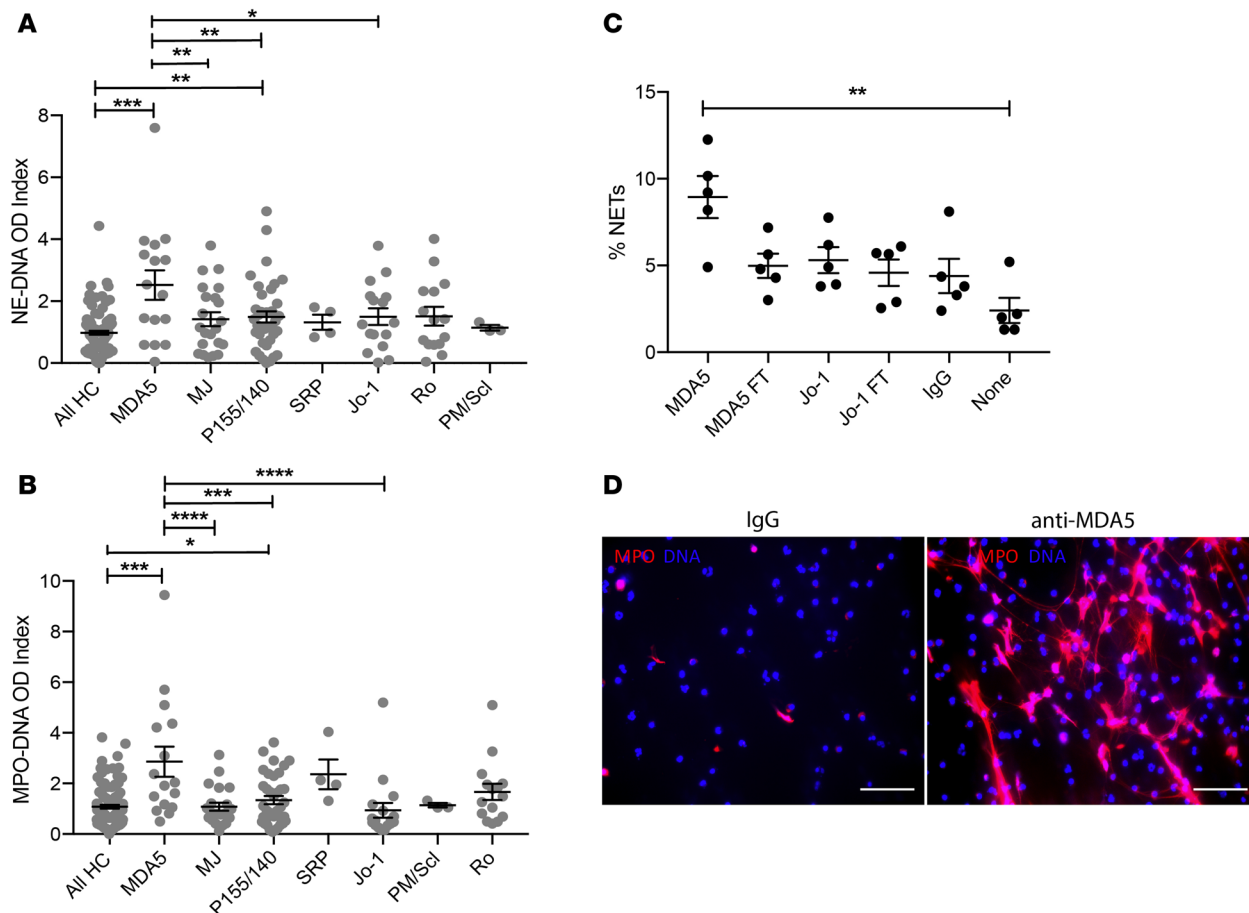 A
*
**
**
**
***
NE-DNA OD Index
8
6
4
2
0
All HC
MDA5
MJ
P155/140
SRP
Jo-1
Ro
PM/Scl
B
****
***
****
*
***
MPO-DNA OD Index
10
8
6
4
2
0
All HC
MDA5
MJ
P155/140
SRP
Jo-1
PM/Scl
Ro
C
**
% NETs
15
10
5
0
MDA5
MDA5 FT
Jo-1
Jo-1 FT
IgG
None
D
IgG
MPO DNA
anti-MDA5
MPO DNA